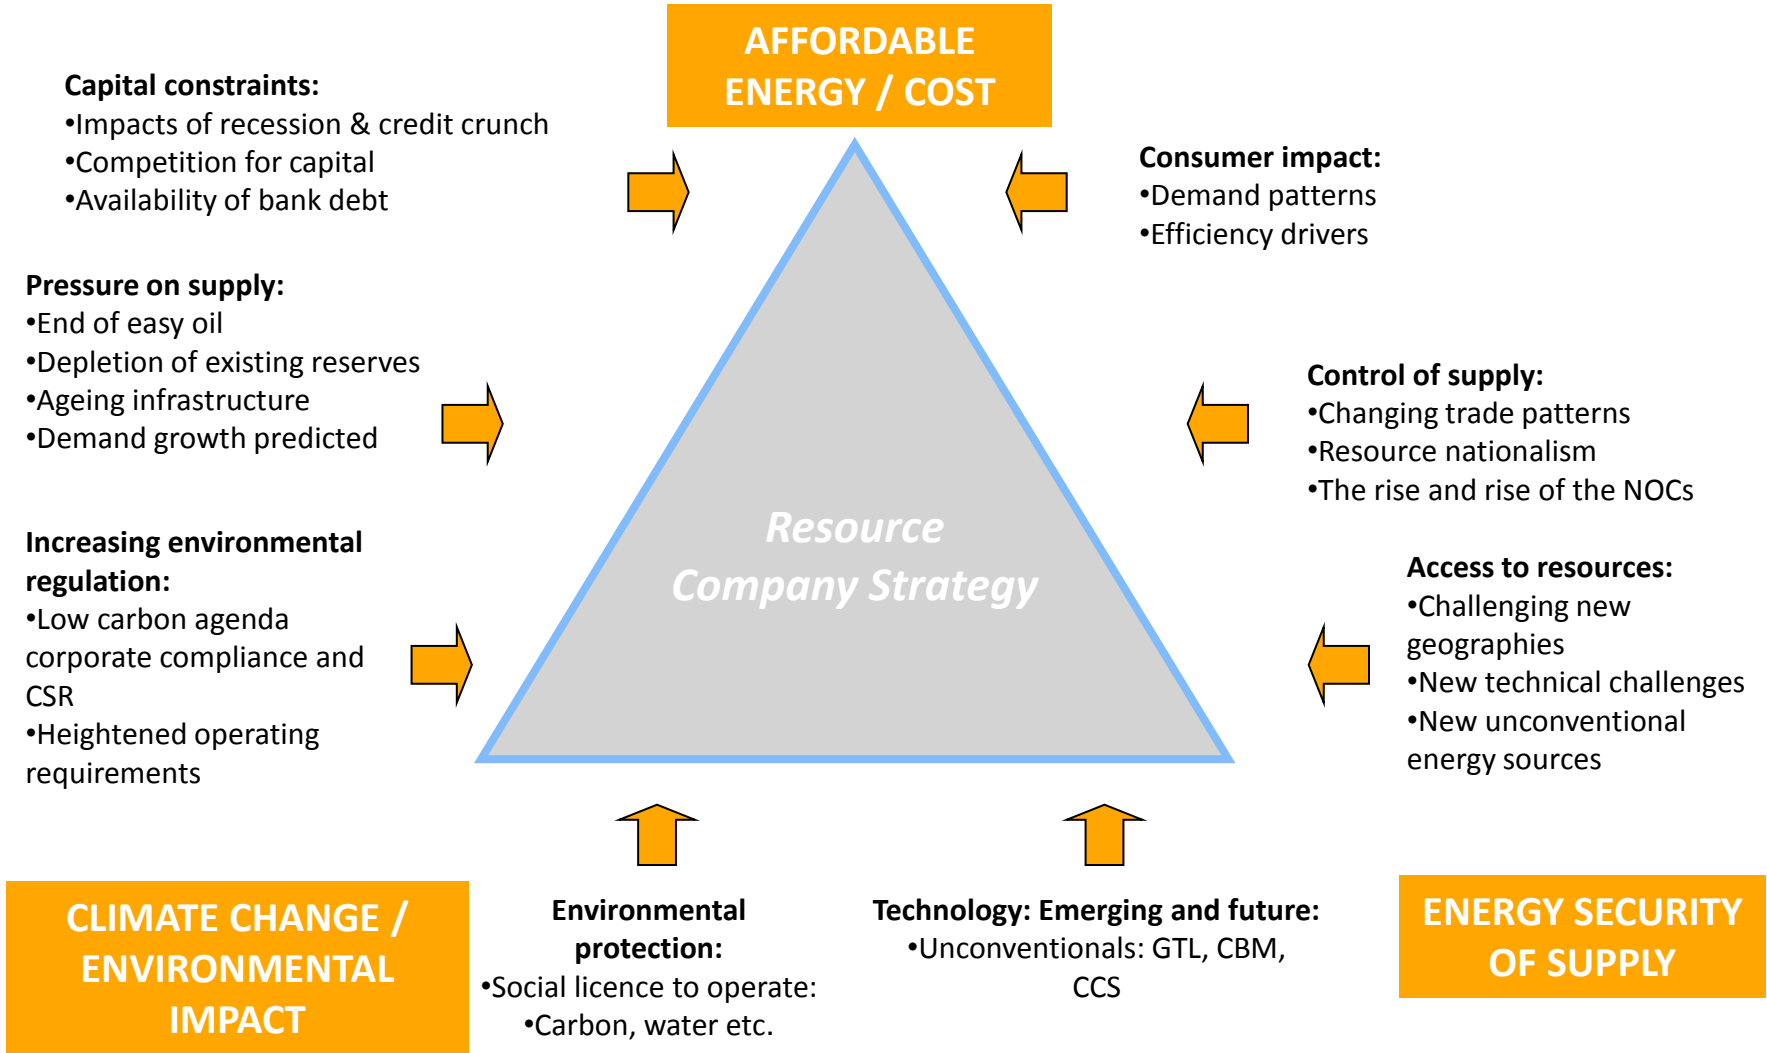 AFFORDABLE
ENERGY / COST
Capital constraints:
•Impacts of recession & credit crunch
•Competition for capital
•Availability of bank debt
Consumer impact:
•Demand patterns
•Efficiency drivers
Pressure on supply:
•End of easy oil
•Depletion of existing reserves
•Ageing infrastructure
•Demand growth predicted
Control of supply:
•Changing trade patterns
•Resource nationalism
•The rise and rise of the NOCs
Resource
Company Strategy
Increasing environmental
regulation:
•Low carbon agenda
corporate compliance and
CSR
•Heightened operating
requirements
Access to resources:
•Challenging new
geographies
•New technical challenges
•New unconventional
energy sources
CLIMATE CHANGE /
ENVIRONMENTAL
IMPACT
Environmental
protection:
•Social licence to operate:
•Carbon, water etc.
Technology: Emerging and future:
•Unconventionals: GTL, CBM,
CCS
ENERGY SECURITY
OF SUPPLY